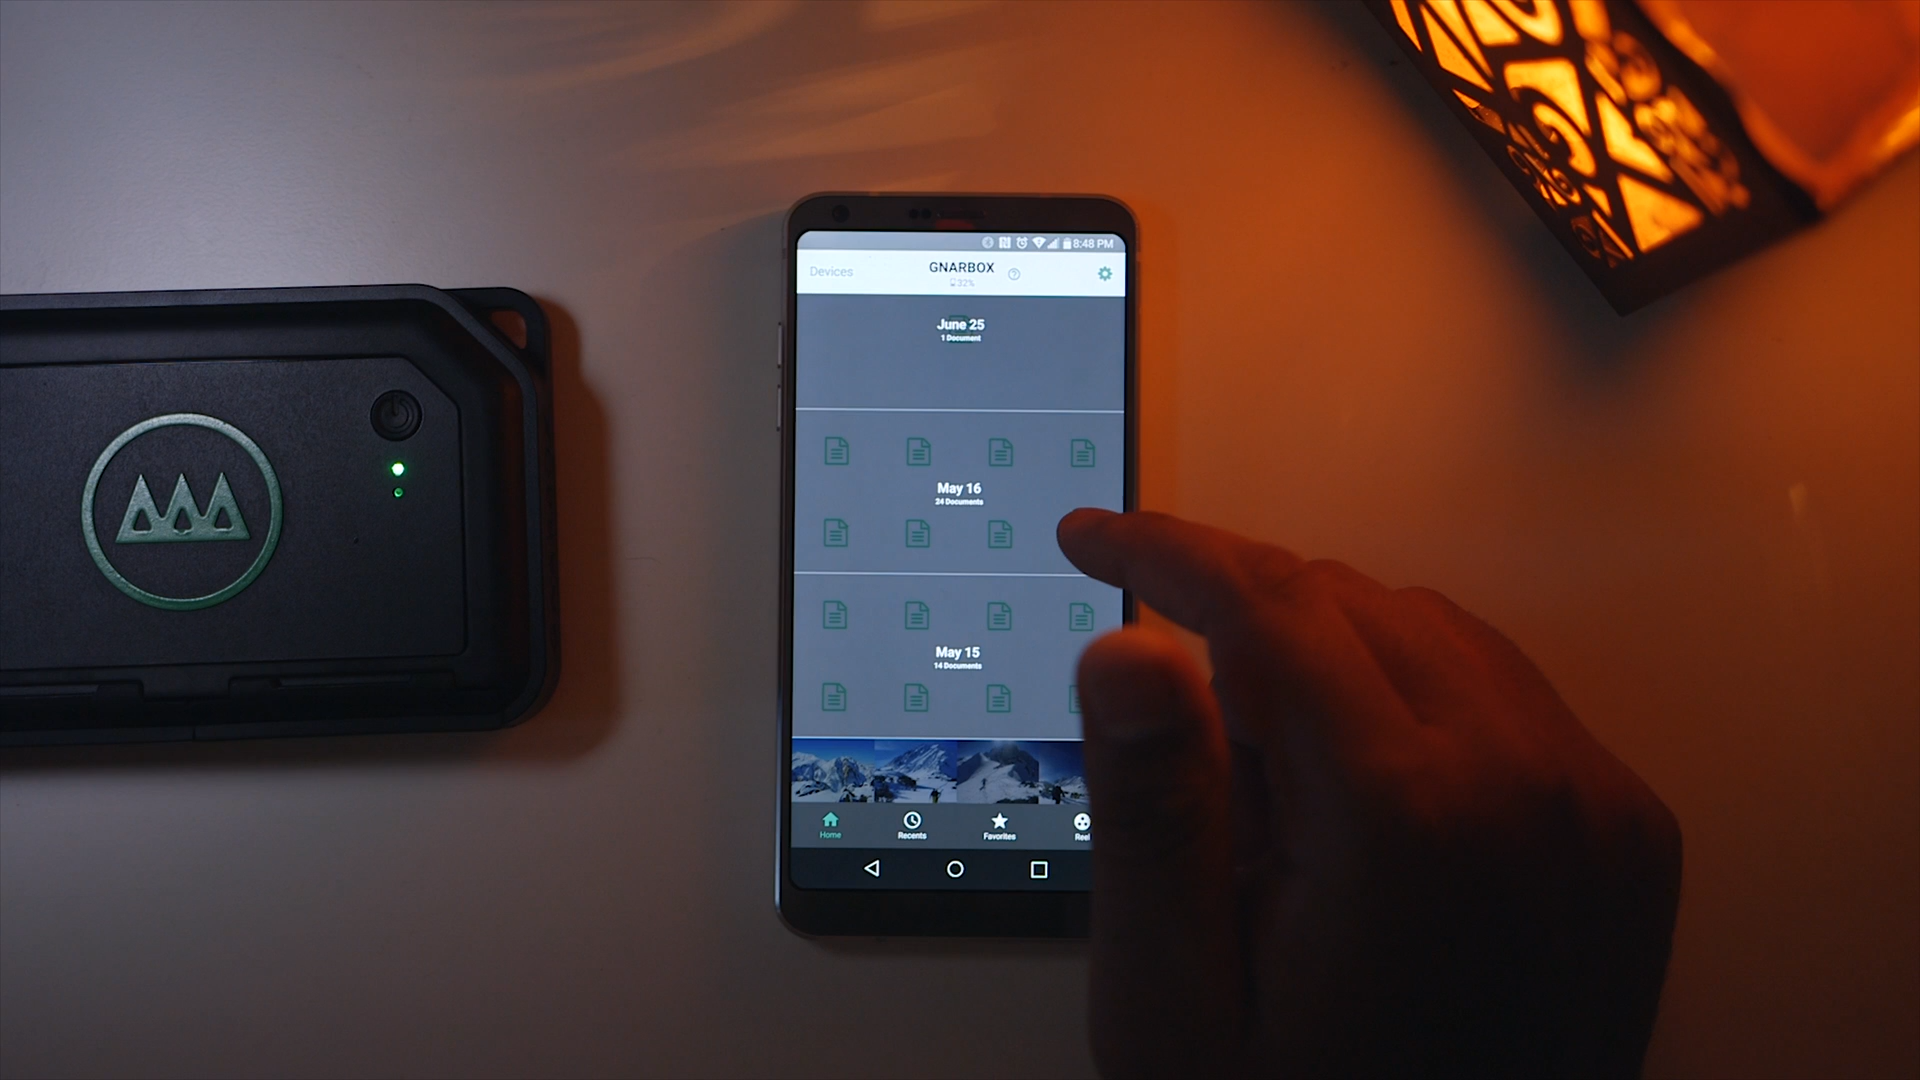 8:48 PM
Devices
GNARBOX
32%
June 25
1 Document
May 16
24 Documents
May 15
14 Documents
Home
Recents
Favorites
Reel